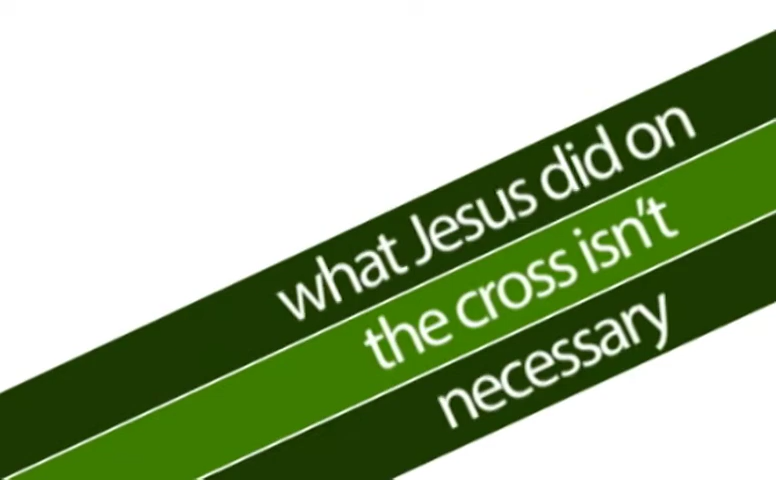 what Jesus did on
the cross isn't
necessary